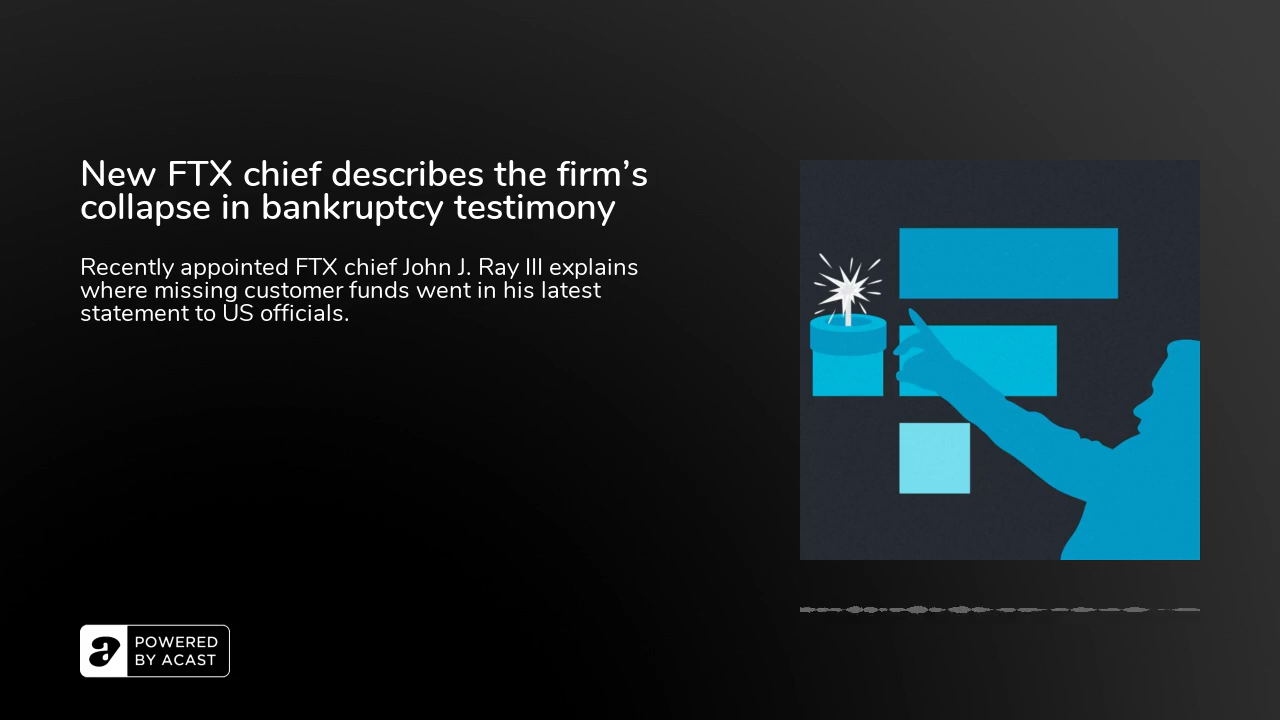 New FTX chief describes the firm’s
collapse in bankruptcy testimony
Recently appointed FTX chief John J. Ray III explains
where missing customer funds went in his latest
statement to US officials.
POWERED
BY ACAST